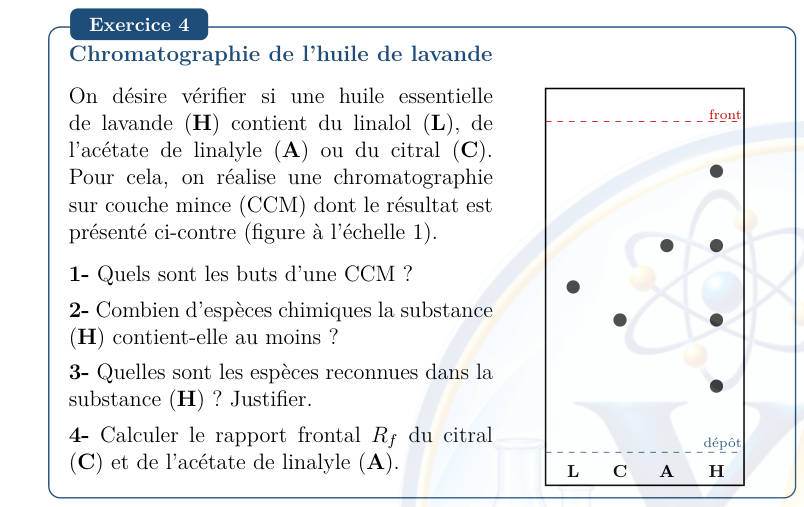 Exercice 4
Chromatographie de l'huile de lavande
On désire vérifier si une huile essentielle
de lavande (H) contient du linalol (L), de
l'acétate de linalyle (A) ou du citral (C).
Pour cela, on réalise une chromatographie
sur couche mince (CCM) dont le résultat est
présenté ci-contre (figure à l'échelle 1).
1- Quels sont les buts d'une CCM ?
2- Combien d'espèces chimiques la substance
(H) contient-elle au moins ?
3- Quelles sont les espèces reconnues dans la
substance (H) ? Justifier.
4- Calculer le rapport frontal Rf du citral
(C) et de l'acétate de linalyle (A).
front
dépôt
L C A H